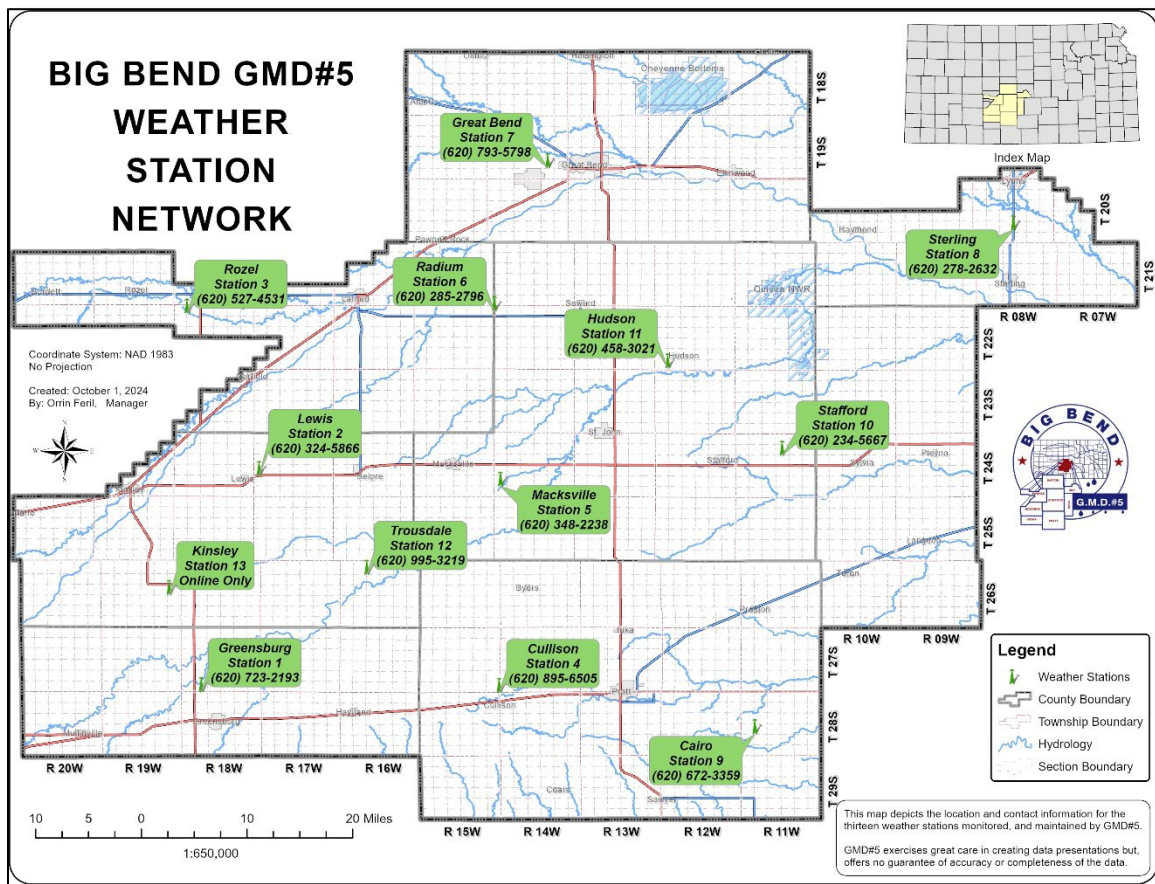 BIG BEND GMD#5
WEATHER
STATION
NETWORK
Index Map
Great Bend
Station 7
(620) 793-5798
Sterling
Station 8
(620) 278-2632
Rozel
Station 3
(620) 527-4531
Radium
Station 6
(620) 285-2796
Hudson
Station 11
(620) 458-3021
Lewis
Station 2
(620) 324-5866
Stafford
Station 10
(620) 234-5667
Macksville
Station 5
(620) 348-2238
Trousdale
Station 12
(620) 995-3219
Kinsley
Station 13
Online Only
Greensburg
Station 1
(620) 723-2193
Cullison
Station 4
(620) 895-6505
Cairo
Station 9
(620) 672-3359
Coordinate System: NAD 1983
No Projection
Created: October 1, 2024
By: Orrin Feril, Manager
N
W
E
S
Cheyenne Bottoms
Great Bend
Ellinwood
Raymond
Lyons
Sterling
Pawnee Rock
Rozel
Larned
Seward
Quivira NWR
Hudson
Garfield
St. John
Stafford
Sylvia
Plevna
Macksville
Belpre
Lewis
Kinsley
Langdon
Turon
Preston
Byers
Iuka
Pratt
Cullison
Haviland
Greensburg
Mullinville
Coats
Sawyer
T 18S
T 19S
T 20S
T 21S
T 22S
T 23S
T 24S
T 25S
T 26S
T 27S
T 28S
T 29S
R 08W
R 07W
R 10W
R 09W
R 20W
R 19W
R 18W
R 17W
R 16W
R 15W
R 14W
R 13W
R 12W
R 11W
BIG BEND
G.M.D.#5
Legend
Weather Stations
County Boundary
Township Boundary
Hydrology
Section Boundary
10 5 0 10 20 Miles
1:650,000
This map depicts the location and contact information for the
thirteen weather stations monitored, and maintained by GMD#5.
GMD#5 exercises great care in creating data presentations but,
offers no guarantee of accuracy or completeness of the data.